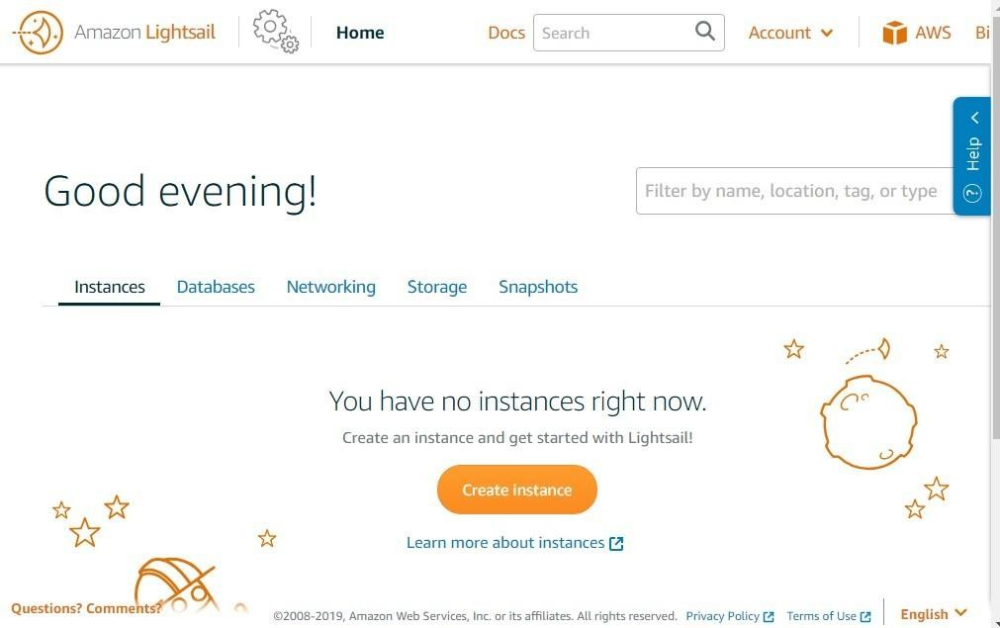 Amazon Lightsail
Home
Docs
Search
Account
AWS
Bi
Help
Good evening!
Filter by name, location, tag, or type
Instances Databases Networking Storage Snapshots
You have no instances right now.
Create an instance and get started with Lightsail!
Create instance
Learn more about instances
Questions? Comments?
©2008-2019, Amazon Web Services, Inc. or its affiliates. All rights reserved. Privacy Policy Terms of Use
English